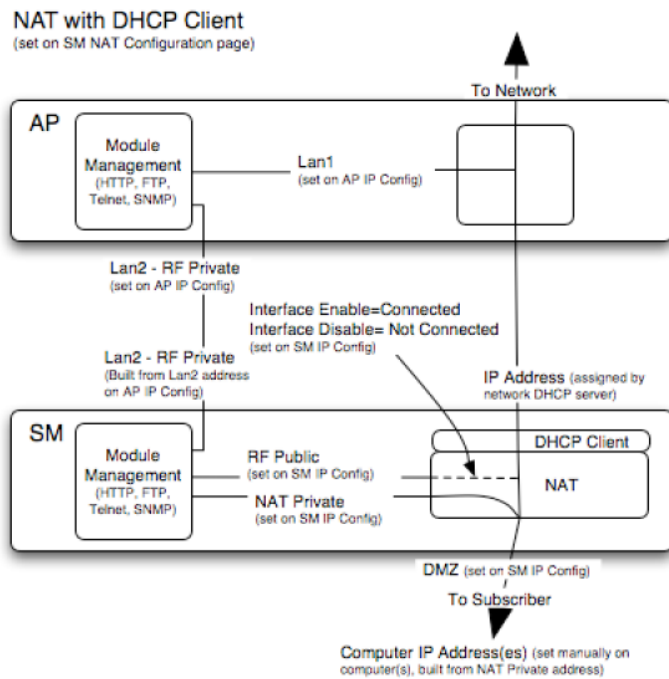 NAT with DHCP Client
(set on SM NAT Configuration page)
To Network
AP
Module
Management
(HTTP, FTP,
Telnet, SNMP)
Lan1
(set on AP IP Config)
Lan2 - RF Private
(set on AP IP Config)
Interface Enable=Connected
Interface Disable= Not Connected
(set on SM IP Config)
Lan2 - RF Private
(Built from Lan2 address
on AP IP Config)
IP Address (assigned by
network DHCP server)
SM
Module
Management
(HTTP, FTP,
Telnet, SNMP)
RF Public
(set on SM IP Config)
NAT Private
(set on SM IP Config)
DHCP Client
NAT
DMZ (set on SM IP Config)
To Subscriber
Computer IP Address(es) (set manually on
computer(s), built from NAT Private address)